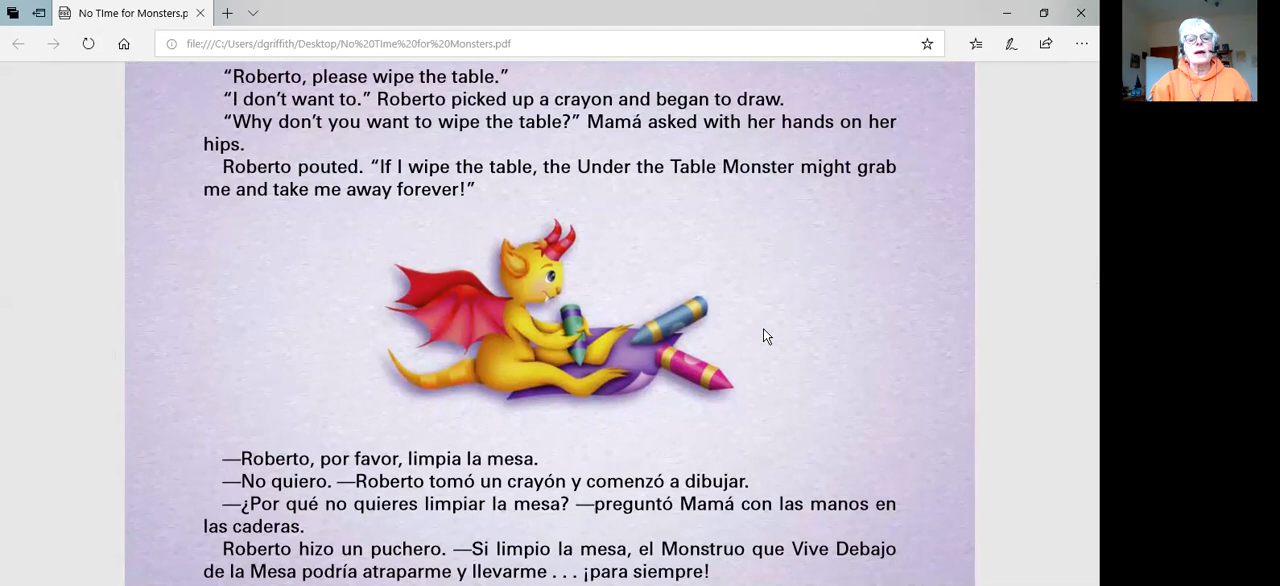 No TIme for Monsters.p
file:///C:/Users/dgriffith/Desktop/No%20TIme%20for%20Monsters.pdf
“Roberto, please wipe the table.”
“I don’t want to.” Roberto picked up a crayon and began to draw.
“Why don’t you want to wipe the table?” Mamá asked with her hands on her
hips.
Roberto pouted. “If I wipe the table, the Under the Table Monster might grab
me and take me away forever!”
—Roberto, por favor, limpia la mesa.
—No quiero. —Roberto tomó un crayón y comenzó a dibujar.
—¿Por qué no quieres limpiar la mesa? —preguntó Mamá con las manos en
las caderas.
Roberto hizo un puchero. —Si limpio la mesa, el Monstruo que Vive Debajo
de la Mesa podría atraparme y llevarme . . . ¡para siempre!